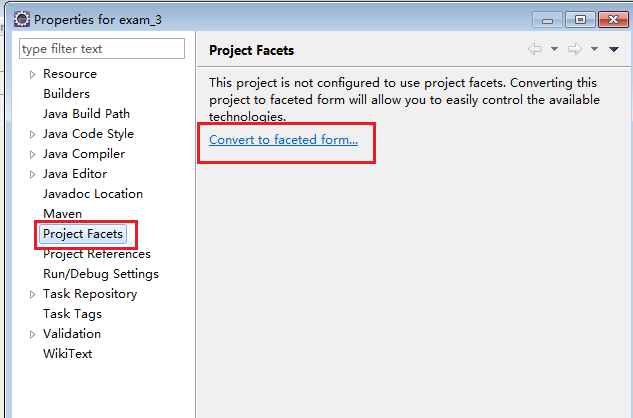 Properties for exam_3
type filter text
Resource
Builders
Java Build Path
Java Code Style
Java Compiler
Java Editor
Javadoc Location
Maven
Project Facets
Project References
Run/Debug Settings
Task Repository
Task Tags
Validation
WikiText
Project Facets
This project is not configured to use project facets. Converting this
project to faceted form will allow you to easily control the available
technologies.
Convert to faceted form...